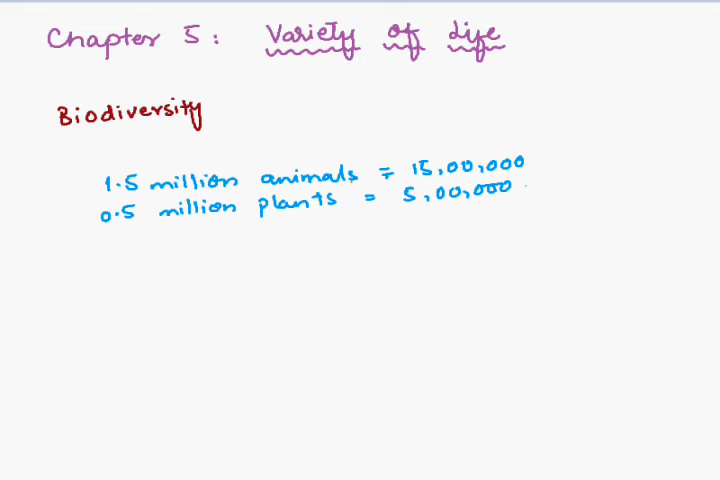 Chapter 5: Variety of life
Biodiversity
1.5 million animals = 15,00,000
0.5 million plants = 5,00,000